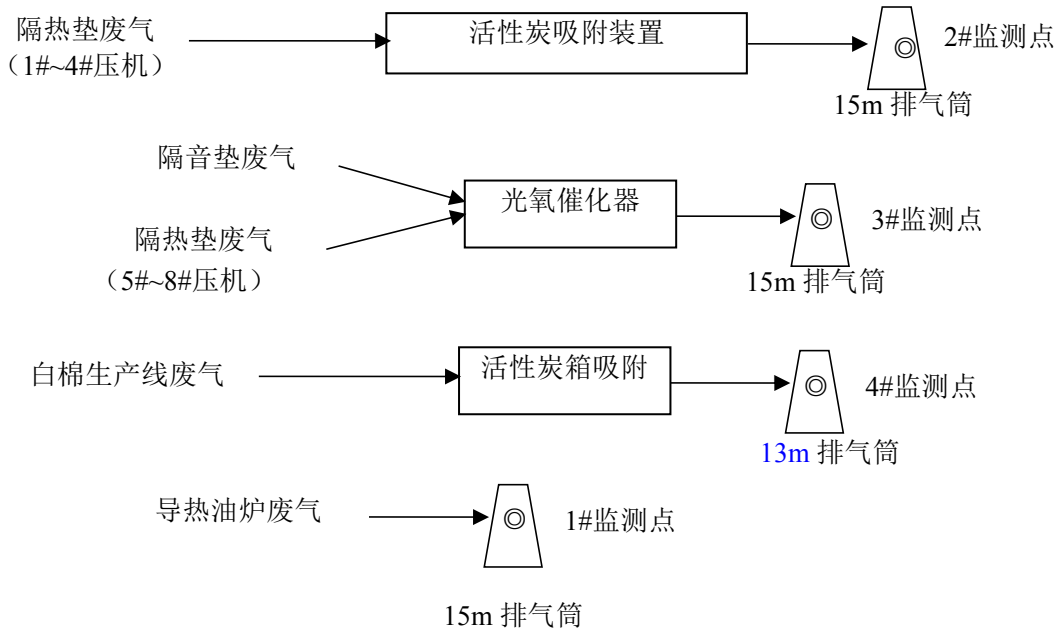 隔热垫废气
（1#~4#压机）
活性炭吸附装置
2#监测点
15m 排气筒
隔音垫废气
光氧催化器
3#监测点
隔热垫废气
（5#~8#压机）
15m 排气筒
白棉生产线废气
活性炭箱吸附
4#监测点
13m 排气筒
导热油炉废气
1#监测点
15m 排气筒